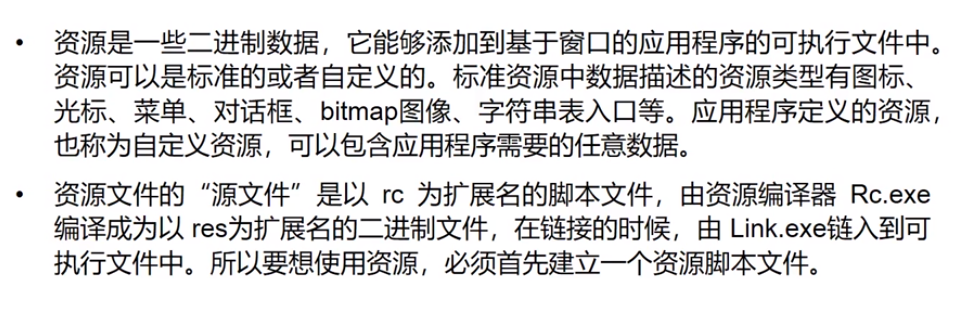 • 资源是一些二进制数据，它能够添加到基于窗口的应用程序的可执行文件中。
资源可以是标准的或者自定义的。标准资源中数据描述的资源类型有图标、
光标、菜单、对话框、bitmap图像、字符串表入口等。应用程序定义的资源，
也称为自定义资源，可以包含应用程序需要的任意数据。
• 资源文件的“源文件”是以 rc 为扩展名的脚本文件，由资源编译器 Rc.exe
编译成为以 res为扩展名的二进制文件，在链接的时候，由 Link.exe链入到可
执行文件中。所以要想使用资源，必须首先建立一个资源脚本文件。